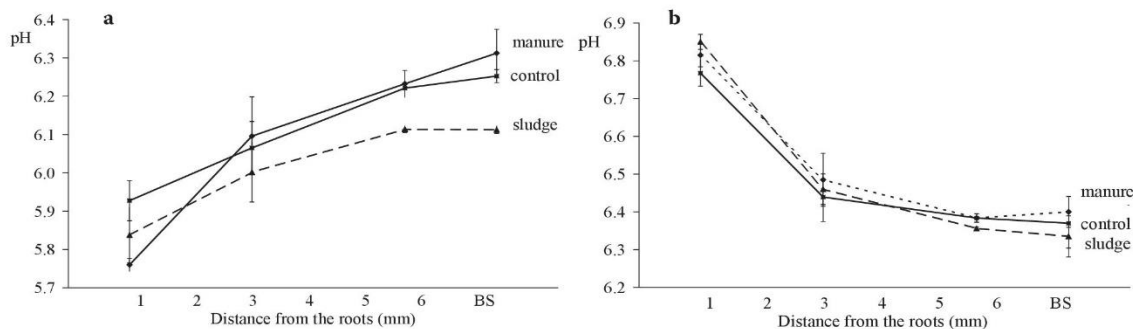 a
pH
6.4
6.3
6.2
6.1
6.0
5.9
5.8
5.7
manure
control
sludge
1 2 3 4 5 6 BS
Distance from the roots (mm)
b
pH
6.9
6.8
6.7
6.6
6.5
6.4
6.3
6.2
manure
control
sludge
1 2 3 4 5 6 BS
Distance from the roots (mm)